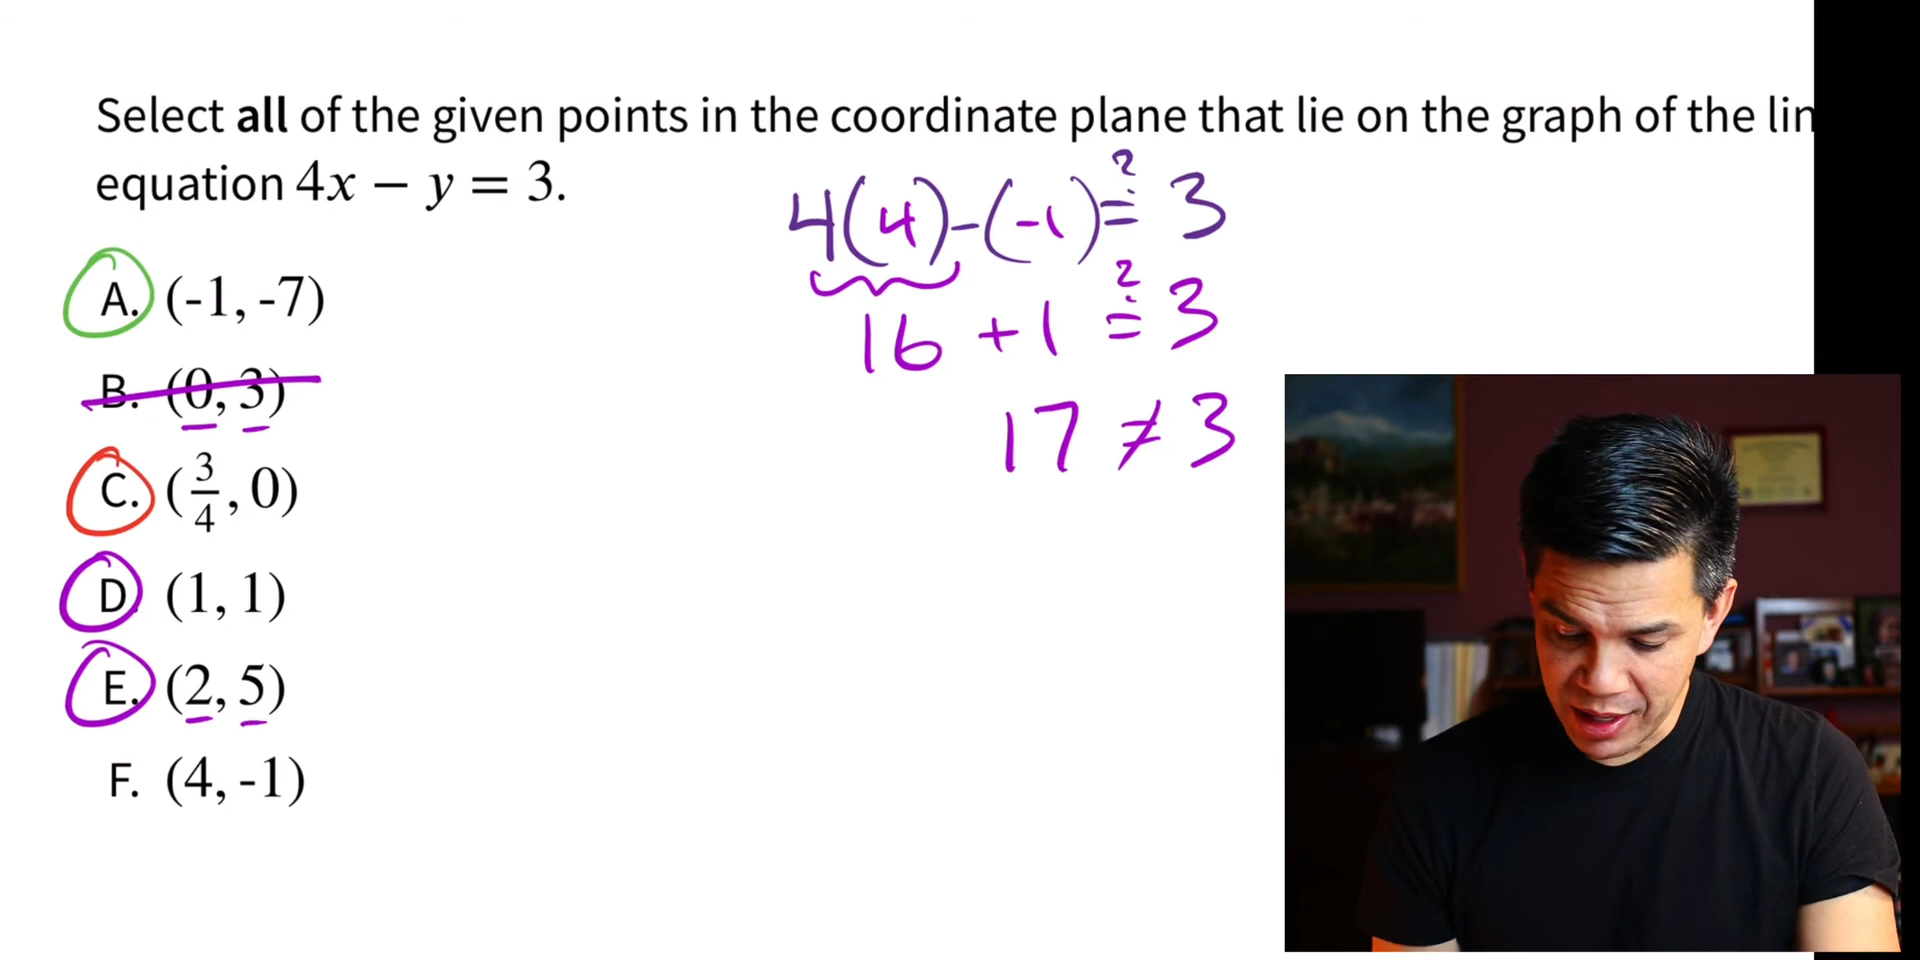 Select all of the given points in the coordinate plane that lie on the graph of the lin
equation 4x − y = 3.
4(4)-(-1) ≟ 3
16 + 1 ≟ 3
17 ≠ 3
A. (-1, -7)
B. (0, 3)
C. (3/4, 0)
D. (1, 1)
E. (2, 5)
F. (4, -1)